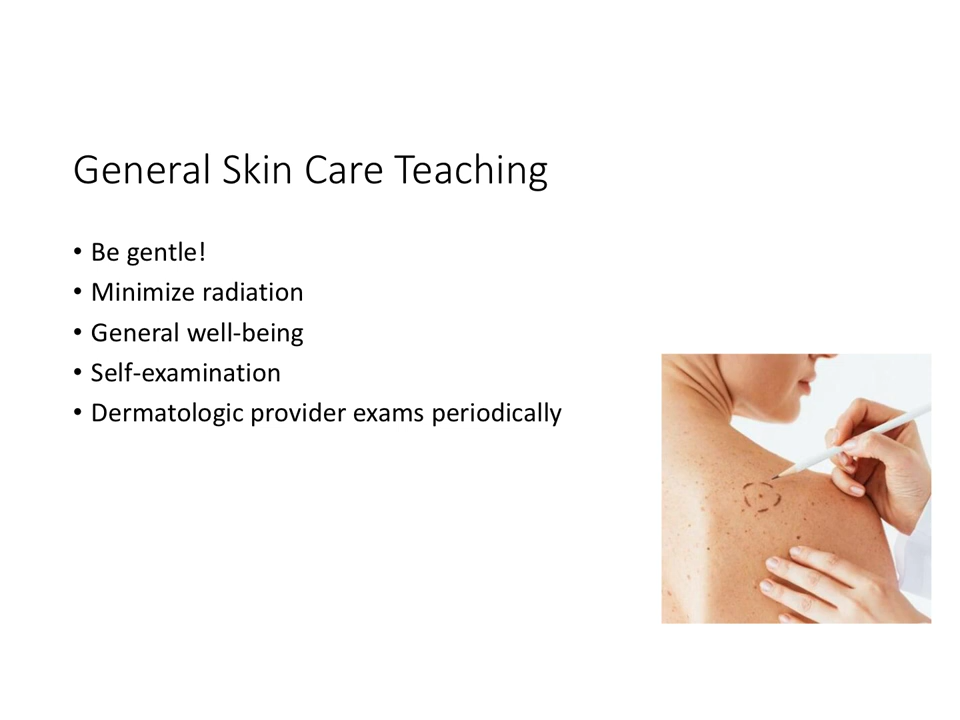 General Skin Care Teaching
• Be gentle!
• Minimize radiation
• General well-being
• Self-examination
• Dermatologic provider exams periodically